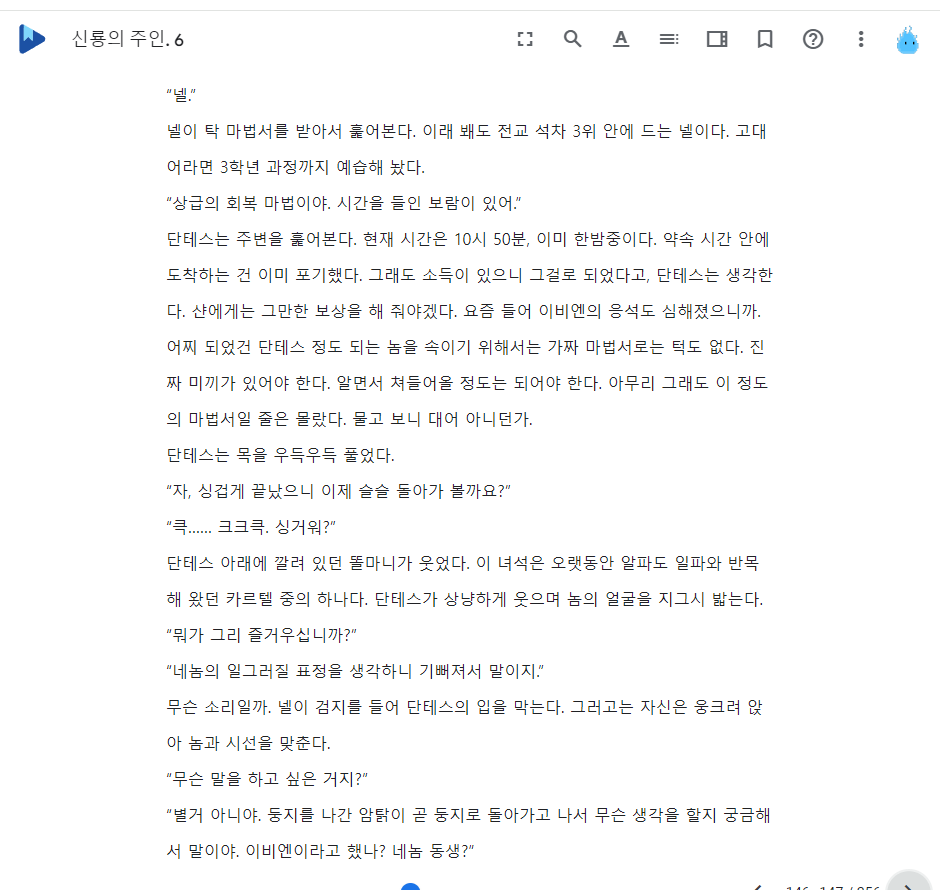 신룡의 주인. 6
“넬.”
넬이 탁 마법서를 받아서 훑어본다. 이래 봬도 전교 석차 3위 안에 드는 넬이다. 고대
어라면 3학년 과정까지 예습해 놨다.
“상급의 회복 마법이야. 시간을 들인 보람이 있어.”
단테스는 주변을 훑어본다. 현재 시간은 10시 50분, 이미 한밤중이다. 약속 시간 안에
도착하는 건 이미 포기했다. 그래도 소득이 있으니 그걸로 되었다고, 단테스는 생각한
다. 샨에게는 그만한 보상을 해 줘야겠다. 요즘 들어 이비엔의 응석도 심해졌으니까.
어찌 되었건 단테스 정도 되는 놈을 속이기 위해서는 가짜 마법서로는 턱도 없다. 진
짜 미끼가 있어야 한다. 알면서 쳐들어올 정도는 되어야 한다. 아무리 그래도 이 정도
의 마법서일 줄은 몰랐다. 물고 보니 대어 아니던가.
단테스는 목을 우득우득 풀었다.
“자, 싱겁게 끝났으니 이제 슬슬 돌아가 볼까요?”
“큭…… 크크큭. 싱거워?”
단테스 아래에 깔려 있던 똘마니가 웃었다. 이 녀석은 오랫동안 알파도 일파와 반목
해 왔던 카르텔 중의 하나다. 단테스가 상냥하게 웃으며 놈의 얼굴을 지그시 밟는다.
“뭐가 그리 즐거우십니까?”
“네놈의 일그러질 표정을 생각하니 기뻐져서 말이지.”
무슨 소리일까. 넬이 검지를 들어 단테스의 입을 막는다. 그러고는 자신은 웅크려 앉
아 놈과 시선을 맞춘다.
“무슨 말을 하고 싶은 거지?”
“별거 아니야. 둥지를 나간 암탉이 곧 둥지로 돌아가고 나서 무슨 생각을 할지 궁금해
서 말이야. 이비엔이라고 했나? 네놈 동생?”